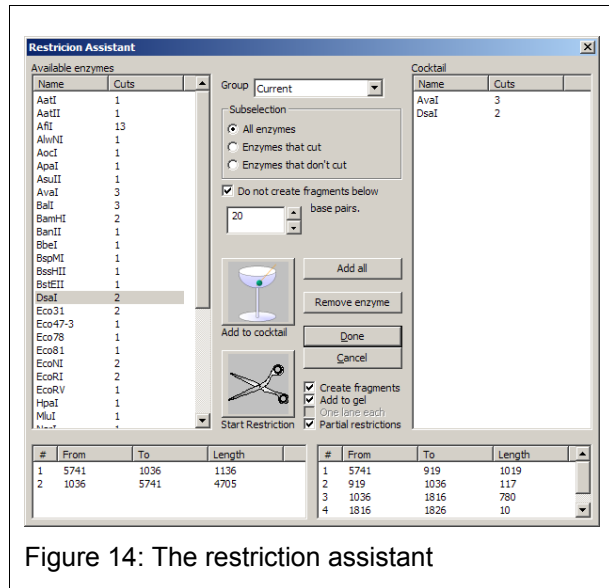 Restricion Assistant
Available enzymes
Name Cuts
AatI 1
AatII 1
AflI 13
AlwNI 1
AocI 1
ApaI 1
AsuII 1
AvaI 3
BalI 3
BamHI 2
BanII 1
BbeI 1
BspMI 1
BssHII 1
BstEII 1
DsaI 2
Eco31 2
Eco47-3 1
Eco78 1
Eco81 1
EcoNI 2
EcoRI 2
EcoRV 1
HpaI 1
MluI 1
Group Current
Subselection
All enzymes
Enzymes that cut
Enzymes that don't cut
Do not create fragments below
20 base pairs.
Add to cocktail
Add all
Remove enzyme
Done
Cancel
Start Restriction
Create fragments
Add to gel
One lane each
Partial restrictions
Cocktail
Name Cuts
AvaI 3
DsaI 2
# From To Length
1 5741 1036 1136
2 1036 5741 4705
# From To Length
1 5741 919 1019
2 919 1036 117
3 1036 1816 780
4 1816 1826 10
Figure 14: The restriction assistant